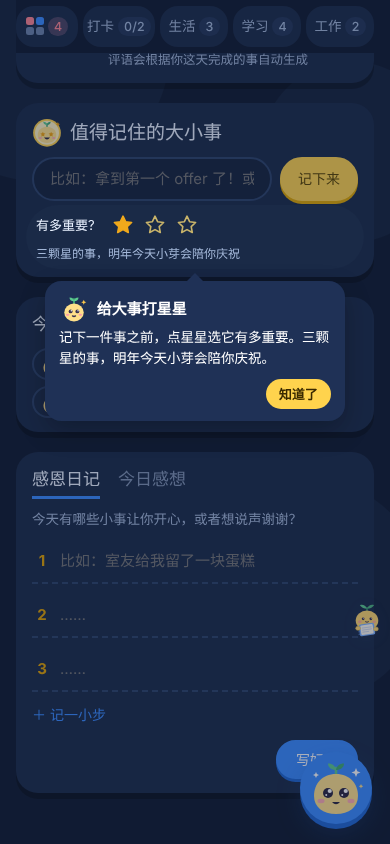 4 打卡 0/2 生活 3 学习 4 工作 2
评语会根据你这天完成的事自动生成
值得记住的大小事
比如：拿到第一个 offer 了！或
记下来
有多重要？
三颗星的事，明年今天小芽会陪你庆祝
给大事打星星
记下一件事之前，点星星选它有多重要。三颗
星的事，明年今天小芽会陪你庆祝。
知道了
感恩日记 今日感想
今天有哪些小事让你开心，或者想说声谢谢？
1 比如：室友给我留了一块蛋糕
2 ......
3 ......
＋ 记一小步